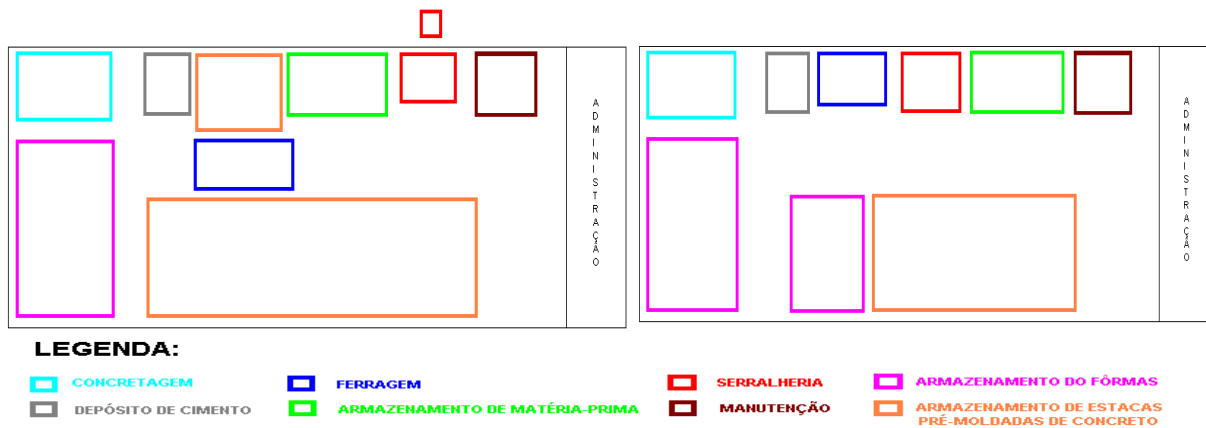 ADMINISTRAÇÃO
ADMINISTRAÇÃO
LEGENDA:
CONCRETAGEM
FERRAGEM
SERRALHERIA
ARMAZENAMENTO DO FÔRMAS
DEPÓSITO DE CIMENTO
ARMAZENAMENTO DE MATÉRIA-PRIMA
MANUTENÇÃO
ARMAZENAMENTO DE ESTACAS
PRÉ-MOLDADAS DE CONCRETO